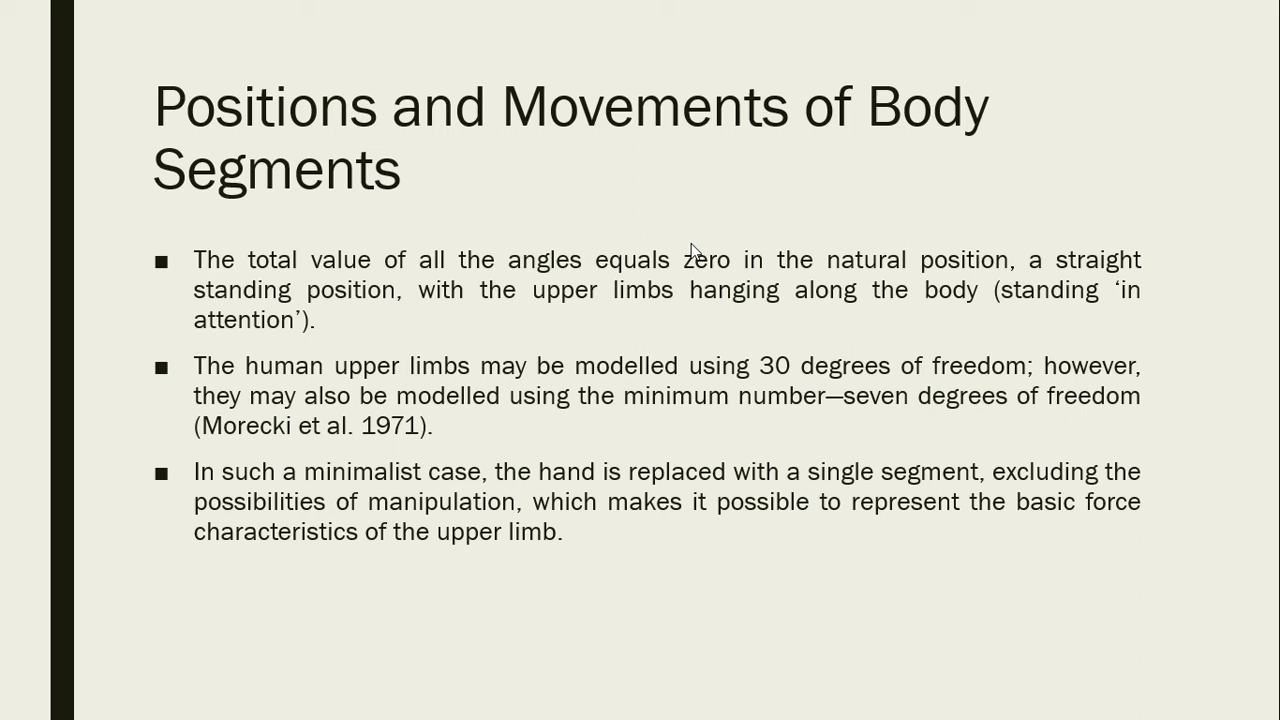 Positions and Movements of Body
Segments
■ The total value of all the angles equals zero in the natural position, a straight
standing position, with the upper limbs hanging along the body (standing ‘in
attention’).
■ The human upper limbs may be modelled using 30 degrees of freedom; however,
they may also be modelled using the minimum number—seven degrees of freedom
(Morecki et al. 1971).
■ In such a minimalist case, the hand is replaced with a single segment, excluding the
possibilities of manipulation, which makes it possible to represent the basic force
characteristics of the upper limb.